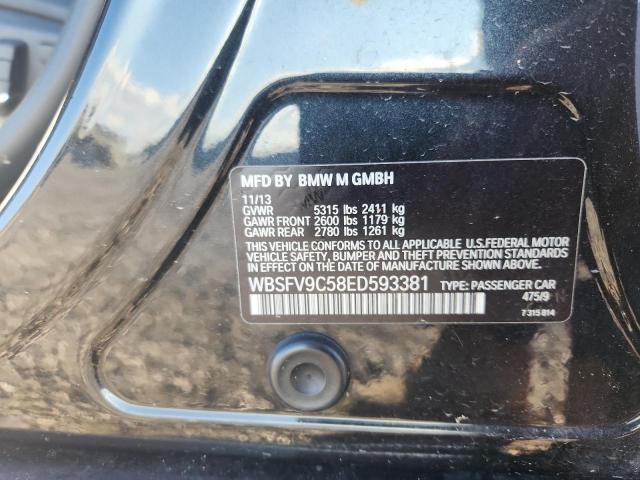 MFD BY BMW M GMBH
11/13
GVWR 5315 lbs 2411 kg
GAWR FRONT 2600 lbs 1179 kg
GAWR REAR 2780 lbs 1261 kg
THIS VEHICLE CONFORMS TO ALL APPLICABLE U.S.FEDERAL MOTOR
VEHICLE SAFETY, BUMPER AND THEFT PREVENTION STANDARDS
IN EFFECT ON THE DATE OF MANUFACTURE SHOWN ABOVE.
WBSFV9C58ED593381 TYPE: PASSENGER CAR
475/9
7 315 814